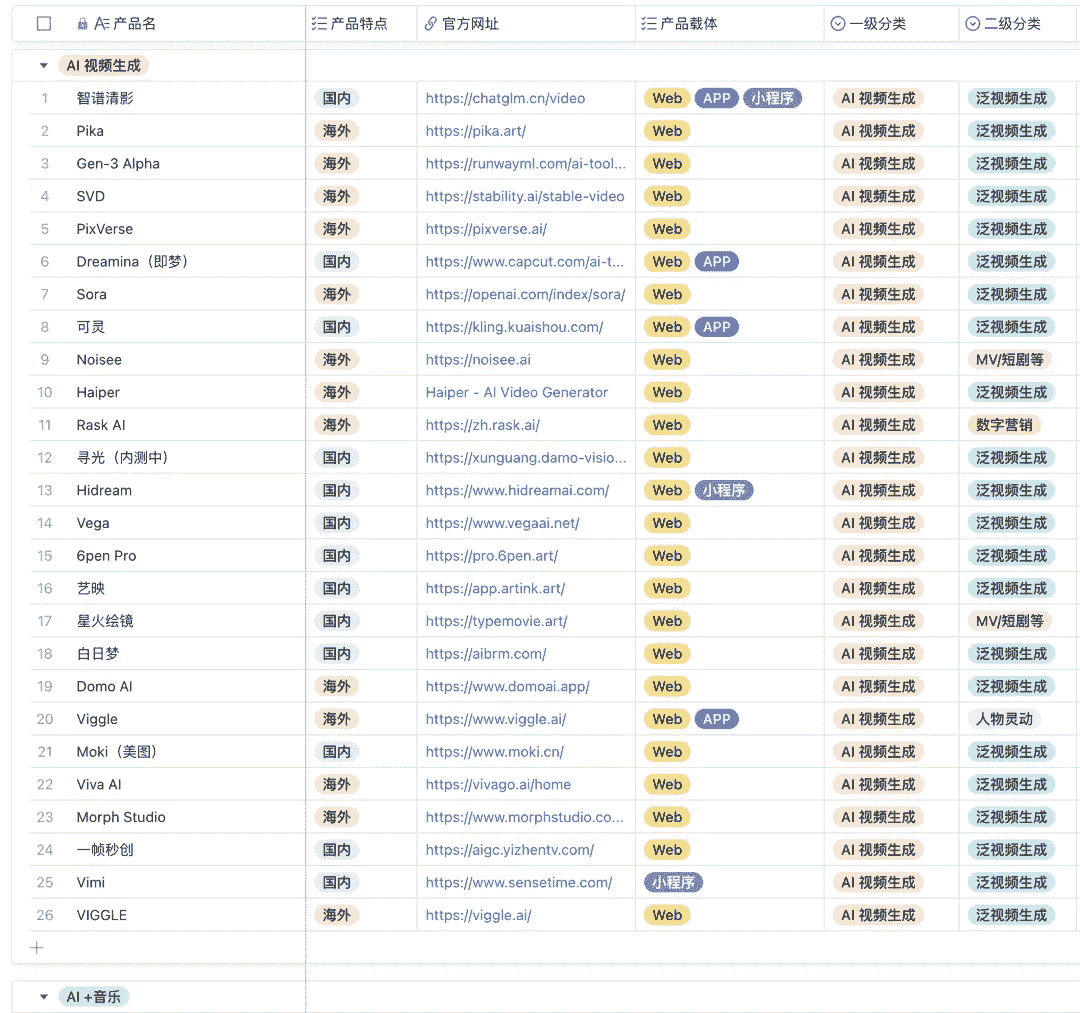 产品名 产品特点 官方网址 产品载体 一级分类 二级分类
AI 视频生成
1 智谱清影 国内 https://chatglm.cn/video Web APP 小程序 AI 视频生成 泛视频生成
2 Pika 海外 https://pika.art/ Web AI 视频生成 泛视频生成
3 Gen-3 Alpha 海外 https://runwayml.com/ai-tool... Web AI 视频生成 泛视频生成
4 SVD 海外 https://stability.ai/stable-video Web AI 视频生成 泛视频生成
5 PixVerse 海外 https://pixverse.ai/ Web AI 视频生成 泛视频生成
6 Dreamina（即梦） 国内 https://www.capcut.com/ai-t... Web APP AI 视频生成 泛视频生成
7 Sora 海外 https://openai.com/index/sora/ Web AI 视频生成 泛视频生成
8 可灵 国内 https://kling.kuaishou.com/ Web APP AI 视频生成 泛视频生成
9 Noisee 海外 https://noisee.ai Web AI 视频生成 MV/短剧等
10 Haiper 海外 Haiper - AI Video Generator Web AI 视频生成 泛视频生成
11 Rask AI 海外 https://zh.rask.ai/ Web AI 视频生成 数字营销
12 寻光（内测中） 国内 https://xunguang.damo-visio... Web AI 视频生成 泛视频生成
13 Hidream 国内 https://www.hidreamai.com/ Web 小程序 AI 视频生成 泛视频生成
14 Vega 国内 https://www.vegaai.net/ Web AI 视频生成 泛视频生成
15 6pen Pro 国内 https://pro.6pen.art/ Web AI 视频生成 泛视频生成
16 艺映 国内 https://app.artink.art/ Web AI 视频生成 泛视频生成
17 星火绘镜 国内 https://typemovie.art/ Web AI 视频生成 MV/短剧等
18 白日梦 国内 https://aibrm.com/ Web AI 视频生成 泛视频生成
19 Domo AI 海外 https://www.domoai.app/ Web AI 视频生成 泛视频生成
20 Viggle 海外 https://www.viggle.ai/ Web APP AI 视频生成 人物灵动
21 Moki（美图） 国内 https://www.moki.cn/ Web AI 视频生成 泛视频生成
22 Viva AI 海外 https://vivago.ai/home Web AI 视频生成 泛视频生成
23 Morph Studio 海外 https://www.morphstudio.co... Web AI 视频生成 泛视频生成
24 一帧秒创 国内 https://aigc.yizhentv.com/ Web AI 视频生成 泛视频生成
25 Vimi 国内 https://www.sensetime.com/ 小程序 AI 视频生成 泛视频生成
26 VIGGLE 海外 https://viggle.ai/ Web AI 视频生成 泛视频生成
AI +音乐